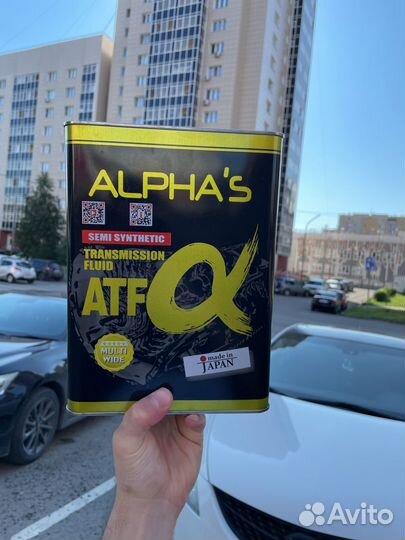 ALPHA's
SEMI SYNTHETIC
TRANSMISSION
FLUID
ATF α
MULTI
WIDE
made in
JAPAN
Avito